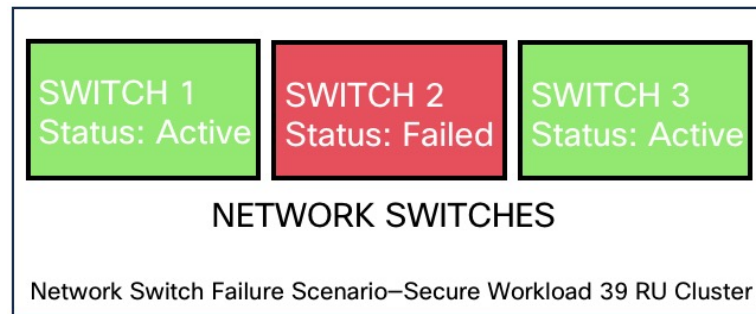 SWITCH 1
Status: Active
SWITCH 2
Status: Failed
SWITCH 3
Status: Active
NETWORK SWITCHES
Network Switch Failure Scenario—Secure Workload 39 RU Cluster